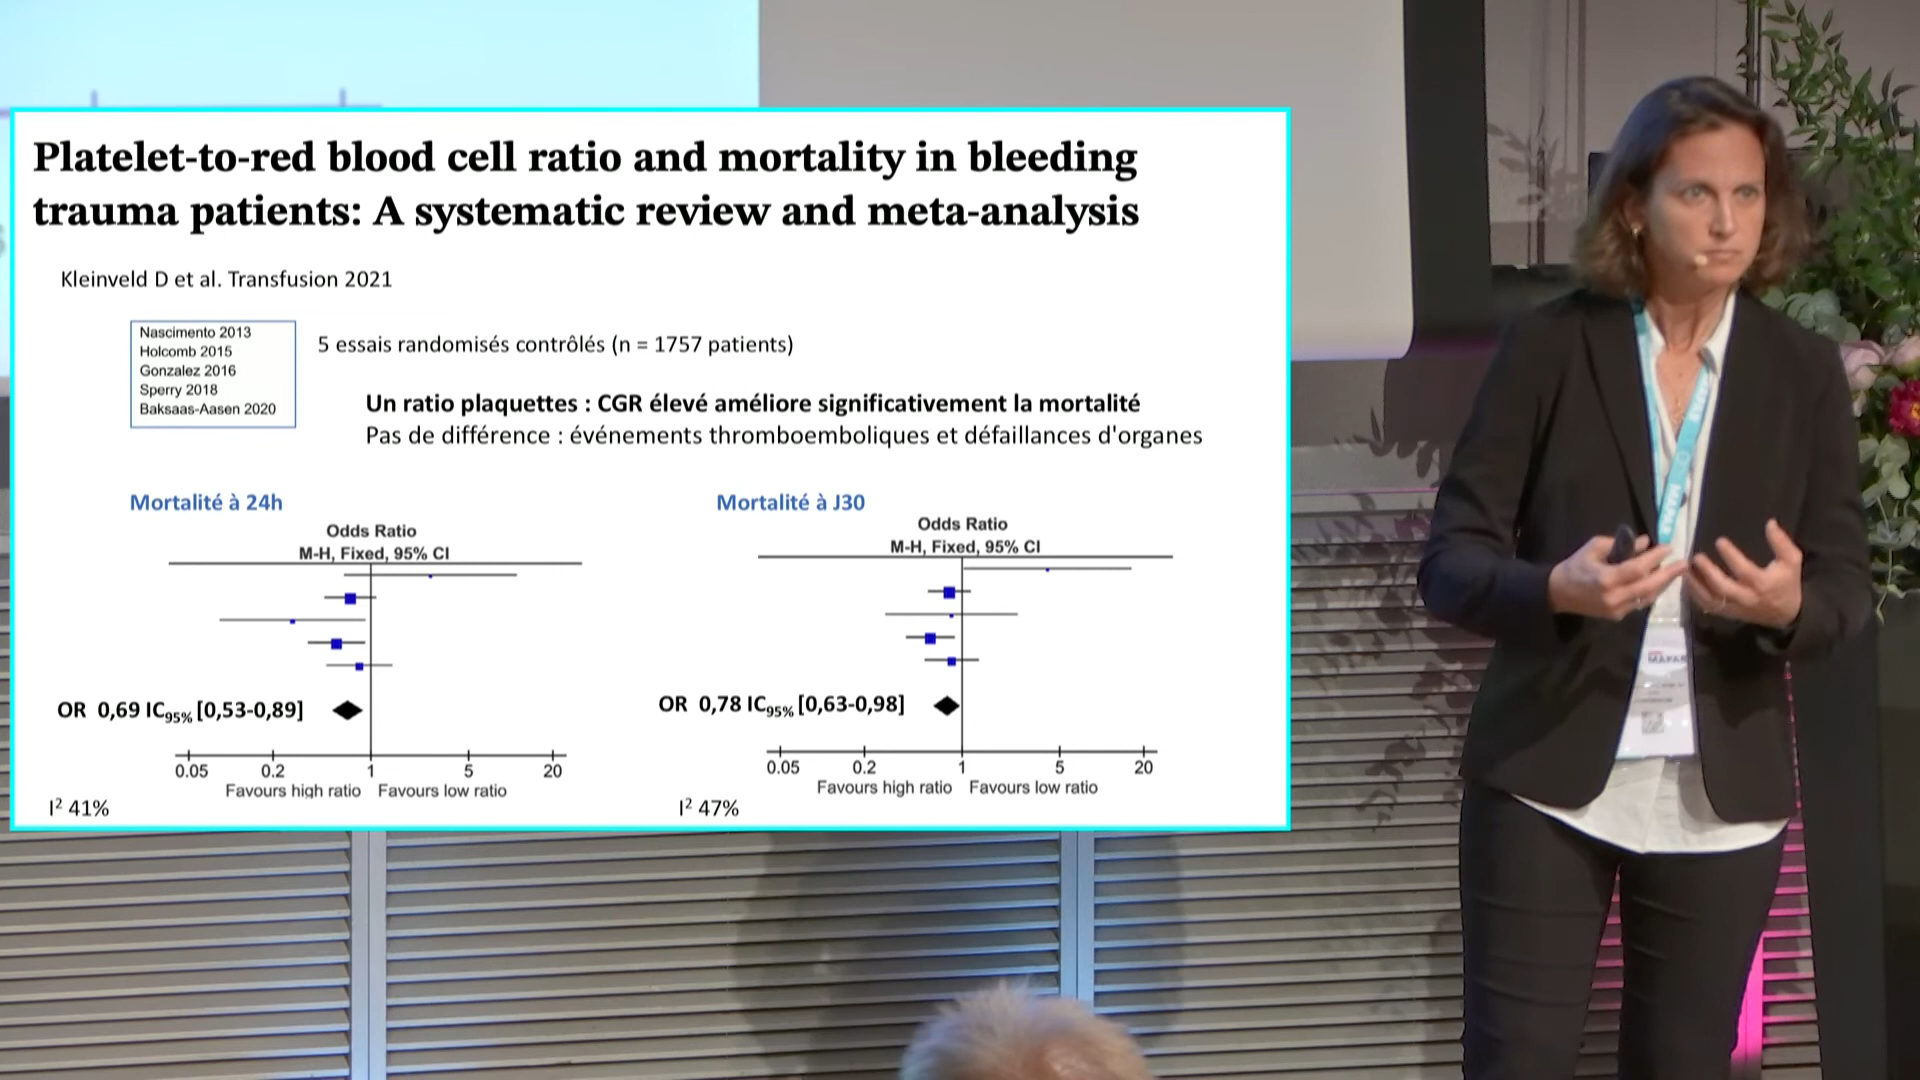 Platelet-to-red blood cell ratio and mortality in bleeding
trauma patients: A systematic review and meta-analysis
Kleinveld D et al. Transfusion 2021
Nascimento 2013
Holcomb 2015
Gonzalez 2016
Sperry 2018
Baksaas-Aasen 2020
5 essais randomisés contrôlés (n = 1757 patients)
Un ratio plaquettes : CGR élevé améliore significativement la mortalité
Pas de différence : événements thromboemboliques et défaillances d'organes
Mortalité à 24h
Odds Ratio
M-H, Fixed, 95% CI
OR 0,69 IC95% [0,53-0,89]
0.05 0.2 1 5 20
Favours high ratio Favours low ratio
I² 41%
Mortalité à J30
Odds Ratio
M-H, Fixed, 95% CI
OR 0,78 IC95% [0,63-0,98]
0.05 0.2 1 5 20
Favours high ratio Favours low ratio
I² 47%